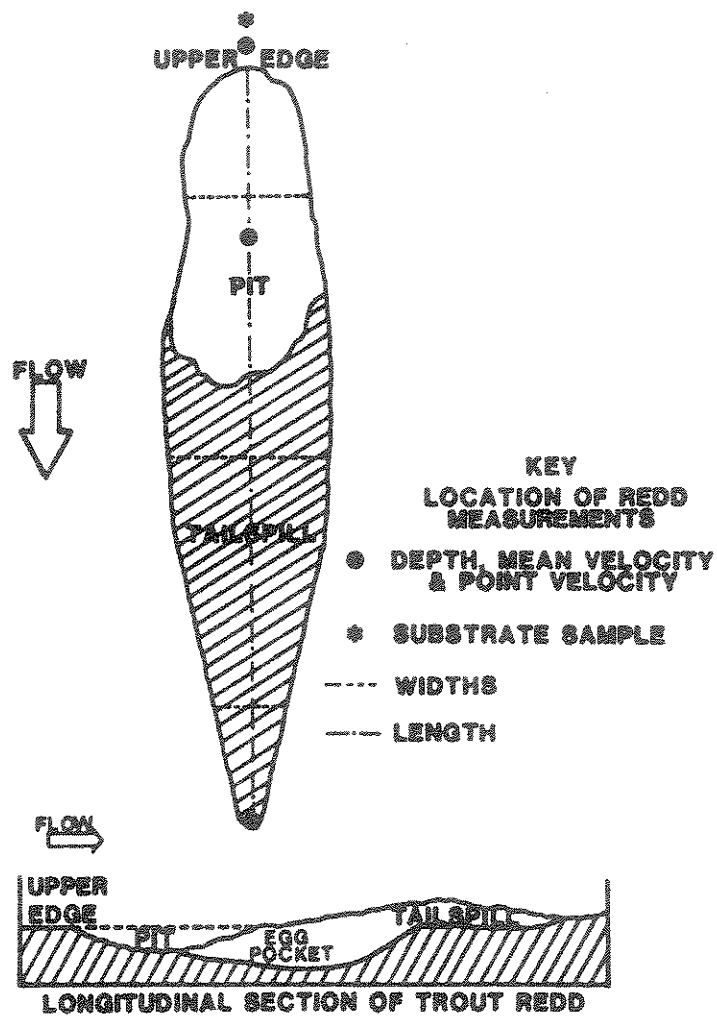 UPPER EDGE
PIT
FLOW
TAILSPILL
KEY
LOCATION OF REDD
MEASUREMENTS
DEPTH, MEAN VELOCITY
& POINT VELOCITY
SUBSTRATE SAMPLE
WIDTHS
LENGTH
FLOW
UPPER
EDGE
PIT
EGG
POCKET
TAILSPILL
LONGITUDINAL SECTION OF TROUT REDD